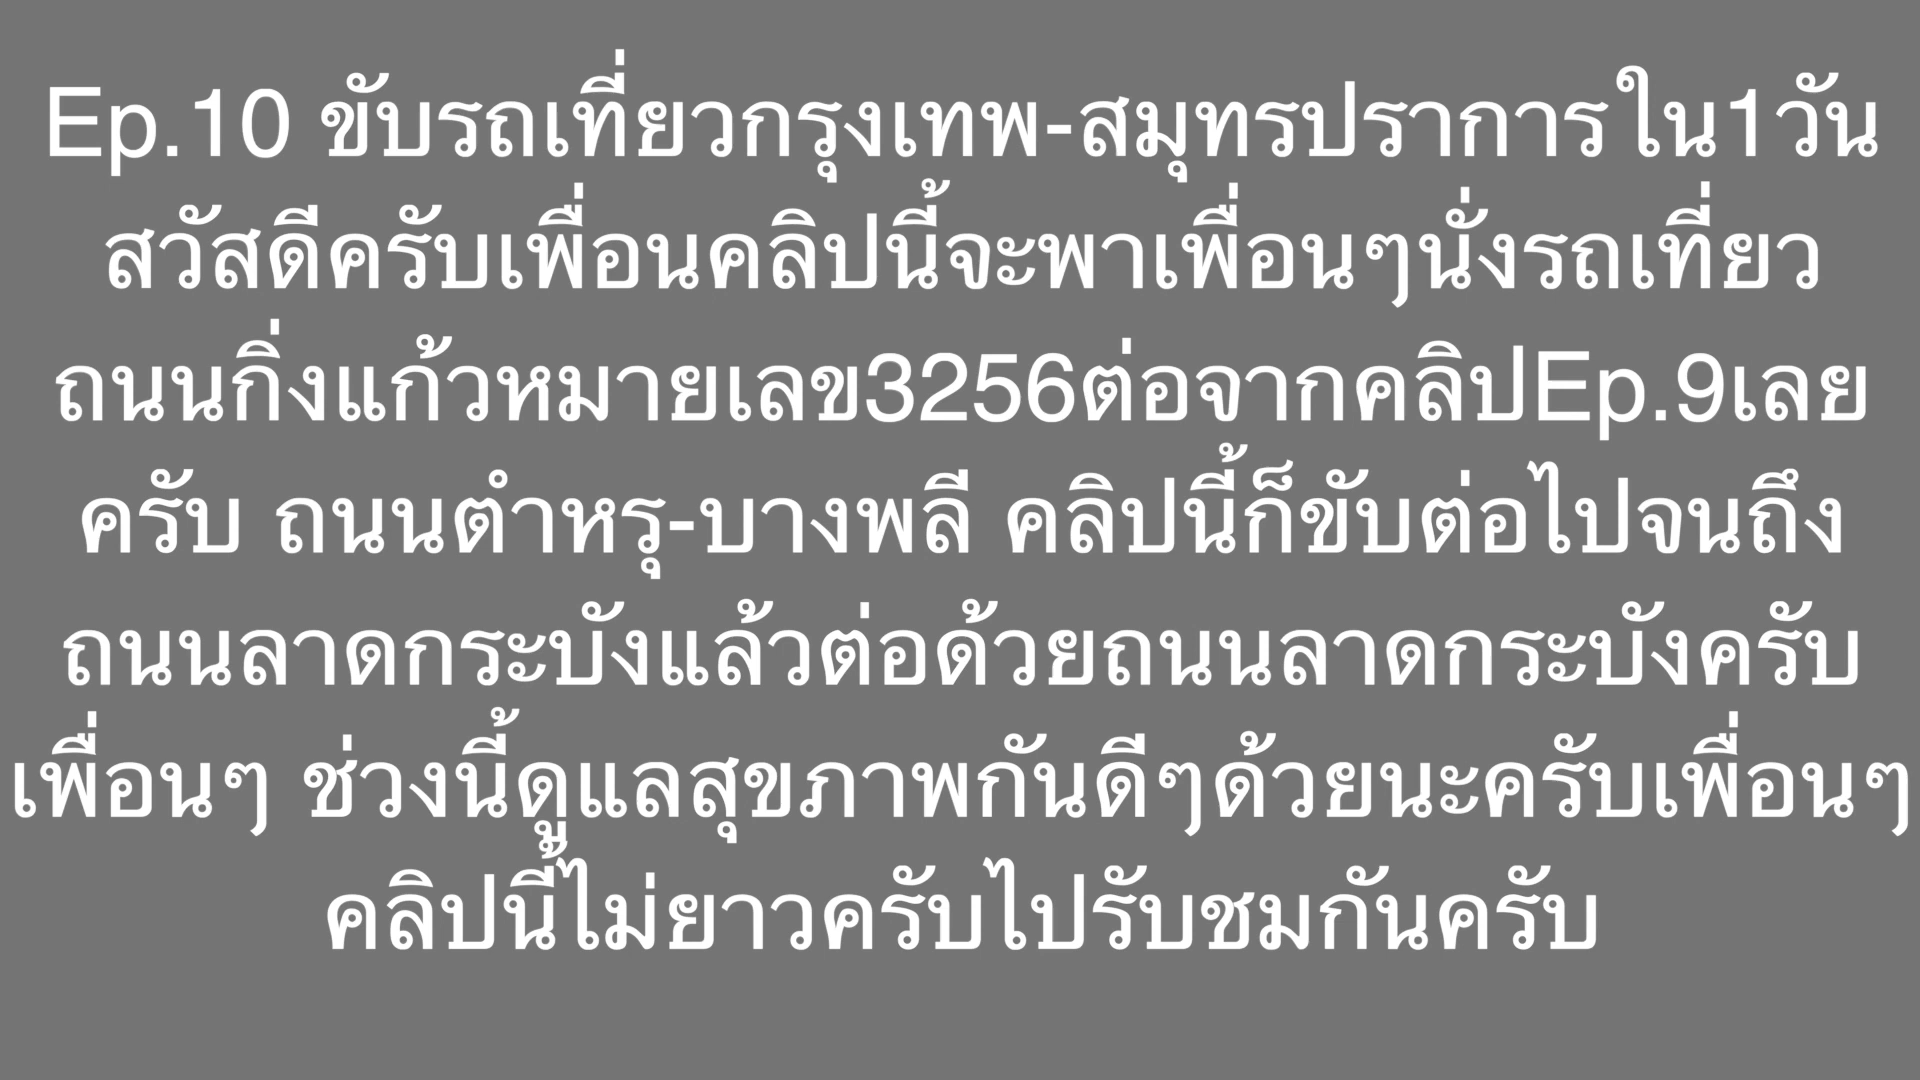 Ep.10 ขับรถเที่ยวกรุงเทพ-สมุทรปราการใน1วัน
สวัสดีครับเพื่อนคลิปนี้จะพาเพื่อนๆนั่งรถเที่ยว
ถนนกิ่งแก้วหมายเลข3256ต่อจากคลิปEp.9เลย
ครับ ถนนตำหรุ-บางพลี คลิปนี้ก็ขับต่อไปจนถึง
ถนนลาดกระบังแล้วต่อด้วยถนนลาดกระบังครับ
เพื่อนๆ ช่วงนี้ดูแลสุขภาพกันดีๆด้วยนะครับเพื่อนๆ
คลิปนี้ไม่ยาวครับไปรับชมกันครับ